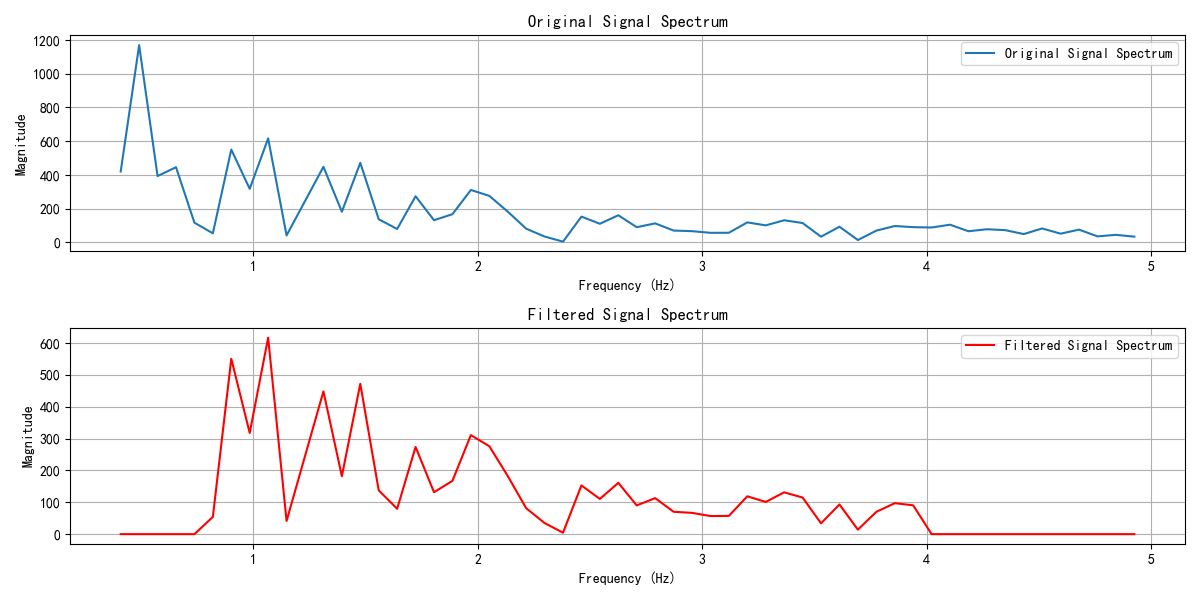 Original Signal Spectrum
1200
1000
800
600
400
200
0
Magnitude
Original Signal Spectrum
1 2 3 4 5
Frequency (Hz)
Filtered Signal Spectrum
600
500
400
300
200
100
0
Magnitude
Filtered Signal Spectrum
1 2 3 4 5
Frequency (Hz)